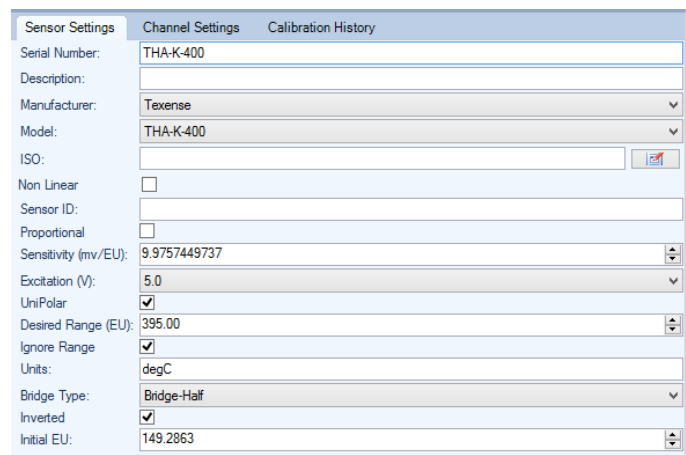 Sensor Settings Channel Settings Calibration History
Serial Number: THA-K-400
Description:
Manufacturer: Texense
Model: THA-K-400
ISO:
Non Linear
Sensor ID:
Proportional
Sensitivity (mv/EU): 9.9757449737
Excitation (V): 5.0
UniPolar
Desired Range (EU): 395.00
Ignore Range
Units: degC
Bridge Type: Bridge-Half
Inverted
Initial EU: 149.2863